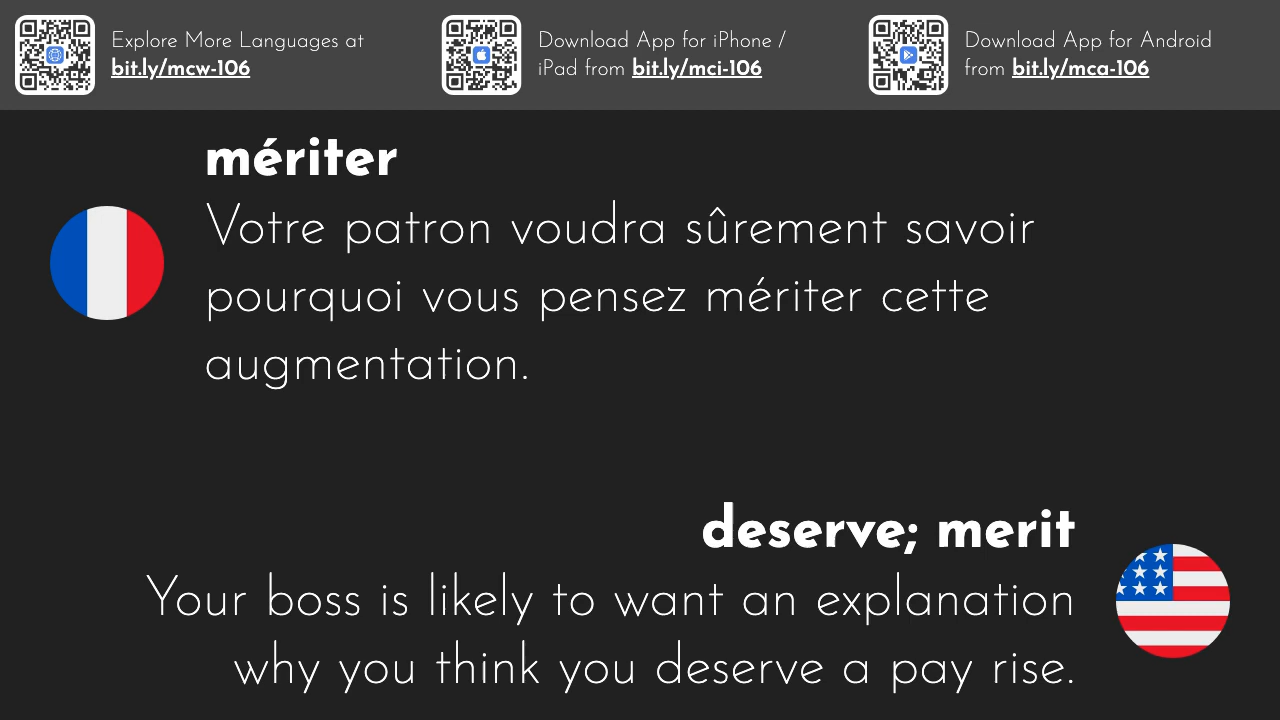 Explore More Languages at
bit.ly/mcw-106
Download App for iPhone /
iPad from bit.ly/mci-106
Download App for Android
from bit.ly/mca-106
mériter
Votre patron voudra sûrement savoir
pourquoi vous pensez mériter cette
augmentation.
deserve; merit
Your boss is likely to want an explanation
why you think you deserve a pay rise.